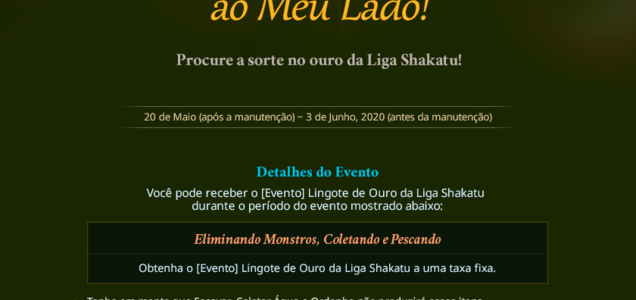 ao Meu Lado!
Procure a sorte no ouro da Liga Shakatu!
20 de Maio (após a manutenção) ~ 3 de Junho, 2020 (antes da manutenção)
Detalhes do Evento
Você pode receber o [Evento] Lingote de Ouro da Liga Shakatu
durante o período do evento mostrado abaixo:
Eliminando Monstros, Coletando e Pescando
Obtenha o [Evento] Lingote de Ouro da Liga Shakatu a uma taxa fixa.